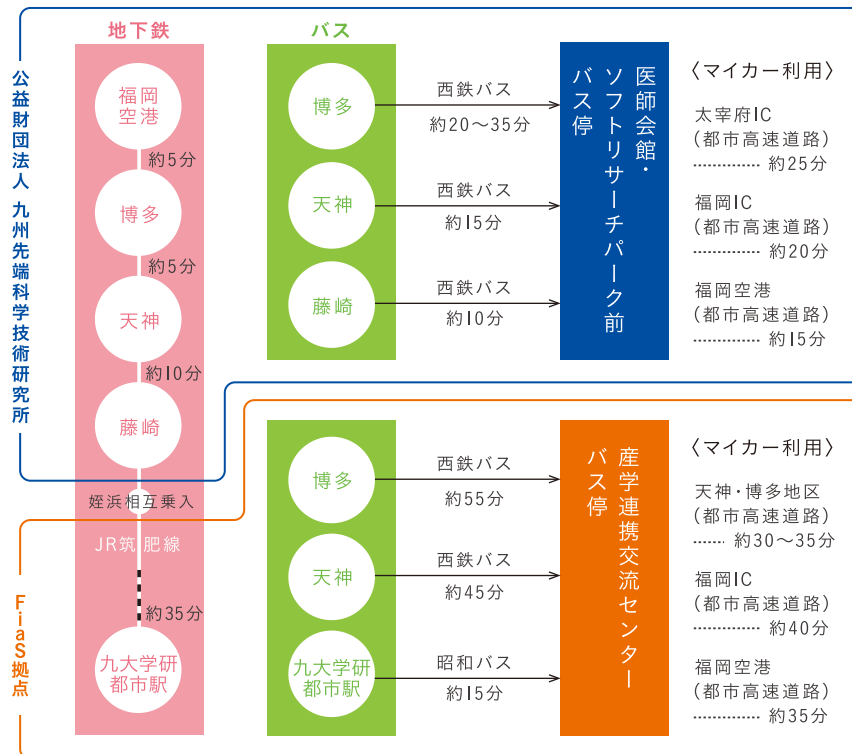 公益財団法人 九州先端科学技術研究所
地下鉄
福岡
空港
約5分
博多
約5分
天神
約10分
藤崎
姪浜相互乗入
JR筑肥線
約35分
九大学研
都市駅
バス
博多
西鉄バス
約20〜35分
天神
西鉄バス
約15分
藤崎
西鉄バス
約10分
医師会館・
ソフトリサーチパーク前
バス停
〈マイカー利用〉
太宰府IC
(都市高速道路)
............ 約25分
福岡IC
(都市高速道路)
............ 約20分
福岡空港
(都市高速道路)
............ 約15分
FiaS拠点
博多
西鉄バス
約55分
天神
西鉄バス
約45分
九大学研
都市駅
昭和バス
約15分
産学連携交流センター
バス停
〈マイカー利用〉
天神・博多地区
(都市高速道路)
...... 約30〜35分
福岡IC
(都市高速道路)
............ 約40分
福岡空港
(都市高速道路)
............ 約35分